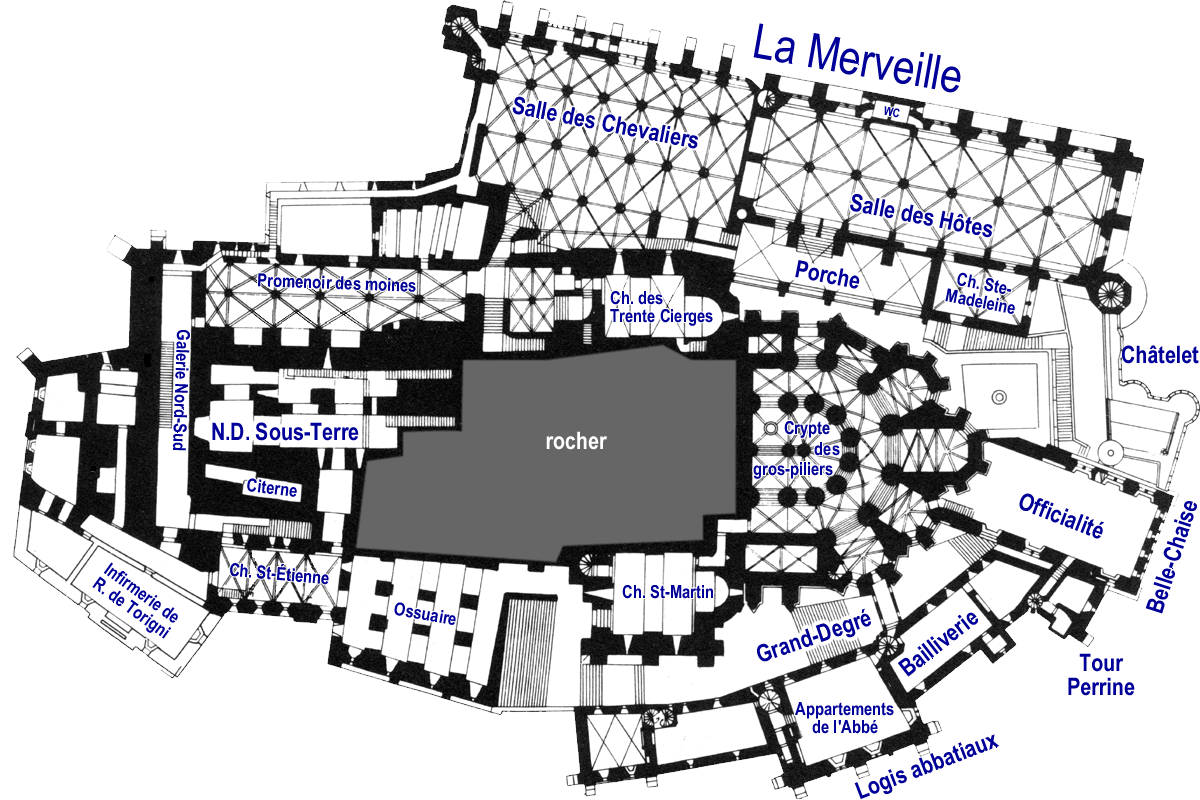 La Merveille
Salle des Chevaliers
WC
Salle des Hôtes
Promenoir des moines
Ch. des
Trente Cierges
Porche
Ch. Ste-
Madeleine
Châtelet
Galerie Nord-Sud
N.D. Sous-Terre
rocher
Crypte
des
gros-piliers
Citerne
Officialité
Belle-Chaise
Infirmerie de
R. de Torigni
Ch. St-Étienne
Ossuaire
Ch. St-Martin
Grand-Degré
Bailliverie
Tour
Perrine
Appartements
de l'Abbé
Logis abbatiaux